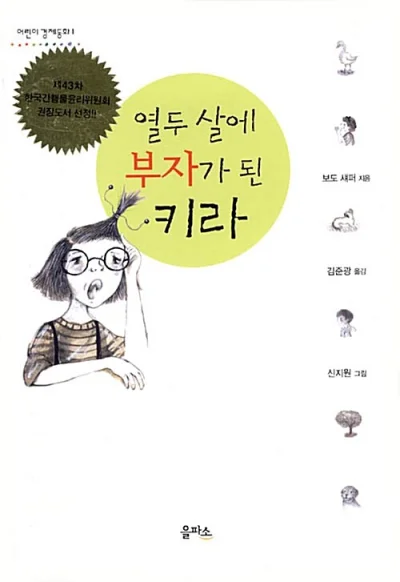 어린이 경제동화 1
제43차
한국간행물윤리위원회
권장도서 선정!!
열두 살에
부자가 된
키라
보도 섀퍼 지음
김준광 옮김
신지원 그림
을파소